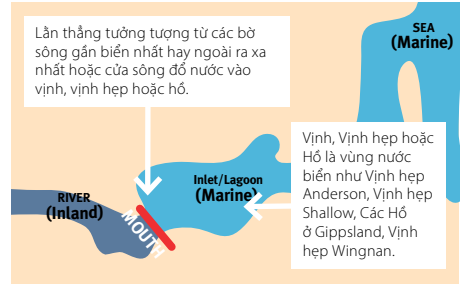 Lằn thẳng tưởng tượng từ các bờ
sông gần biển nhất hay ngoài ra xa
nhất hoặc cửa sông đổ nước vào
vịnh, vịnh hẹp hoặc hồ.
SEA
(Marine)
Vịnh, Vịnh hẹp hoặc
Hồ là vùng nước
biển như Vịnh hẹp
Anderson, Vịnh hẹp
Shallow, Các Hồ
ở Gippsland, Vịnh
hẹp Wingnan.
Inlet/Lagoon
(Marine)
RIVER
(Inland)
MOUTH